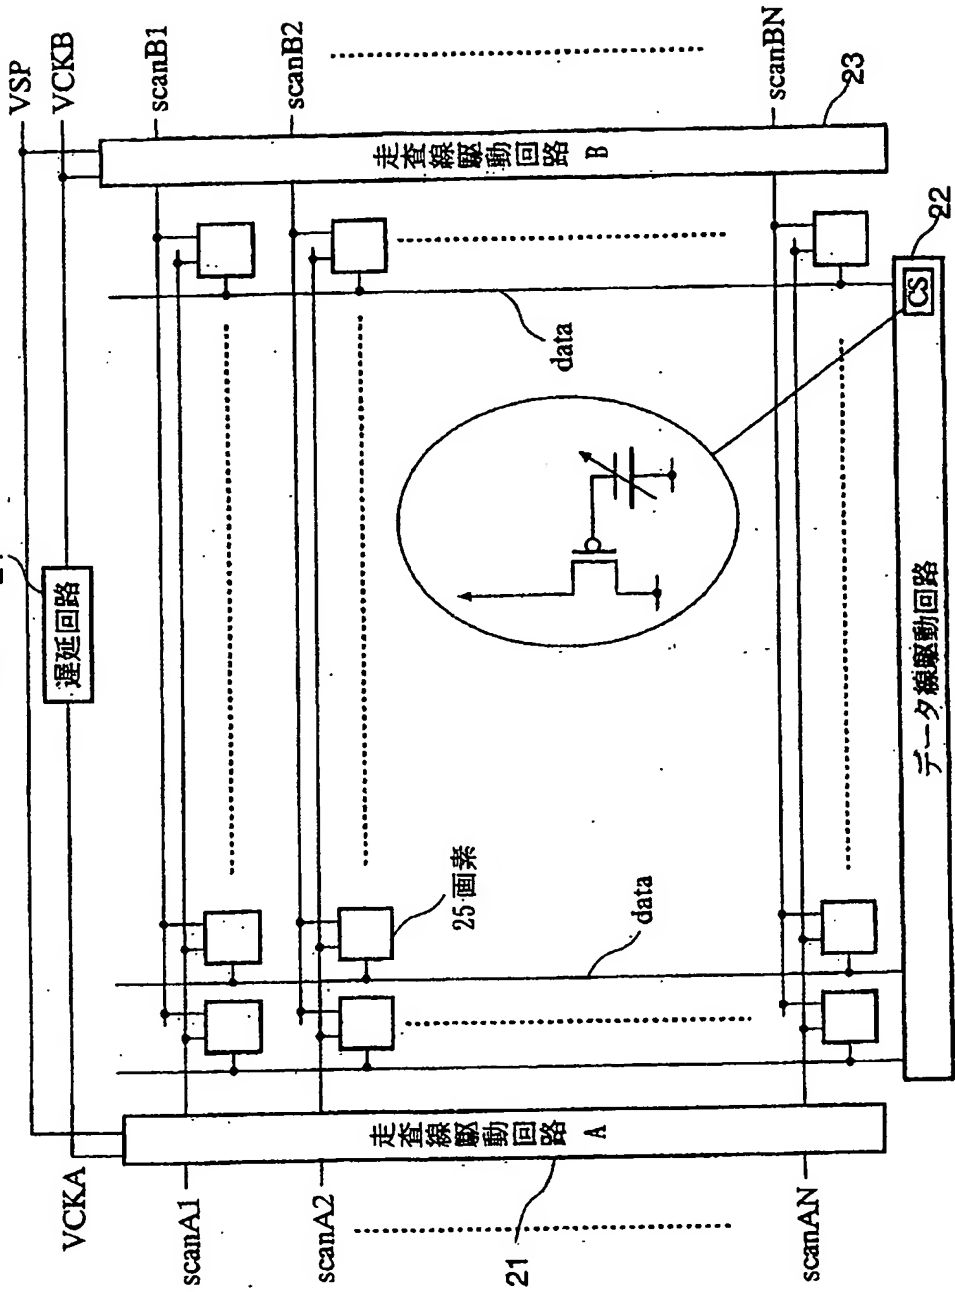 VSP
VCKB
遅延回路
VCKA
scanB1
scanB2
scanBN
走査線駆動回路 B
23
22
CS
data
25 画素
data
データ線駆動回路
走査線駆動回路 A
21
scanA1
scanA2
scanAN